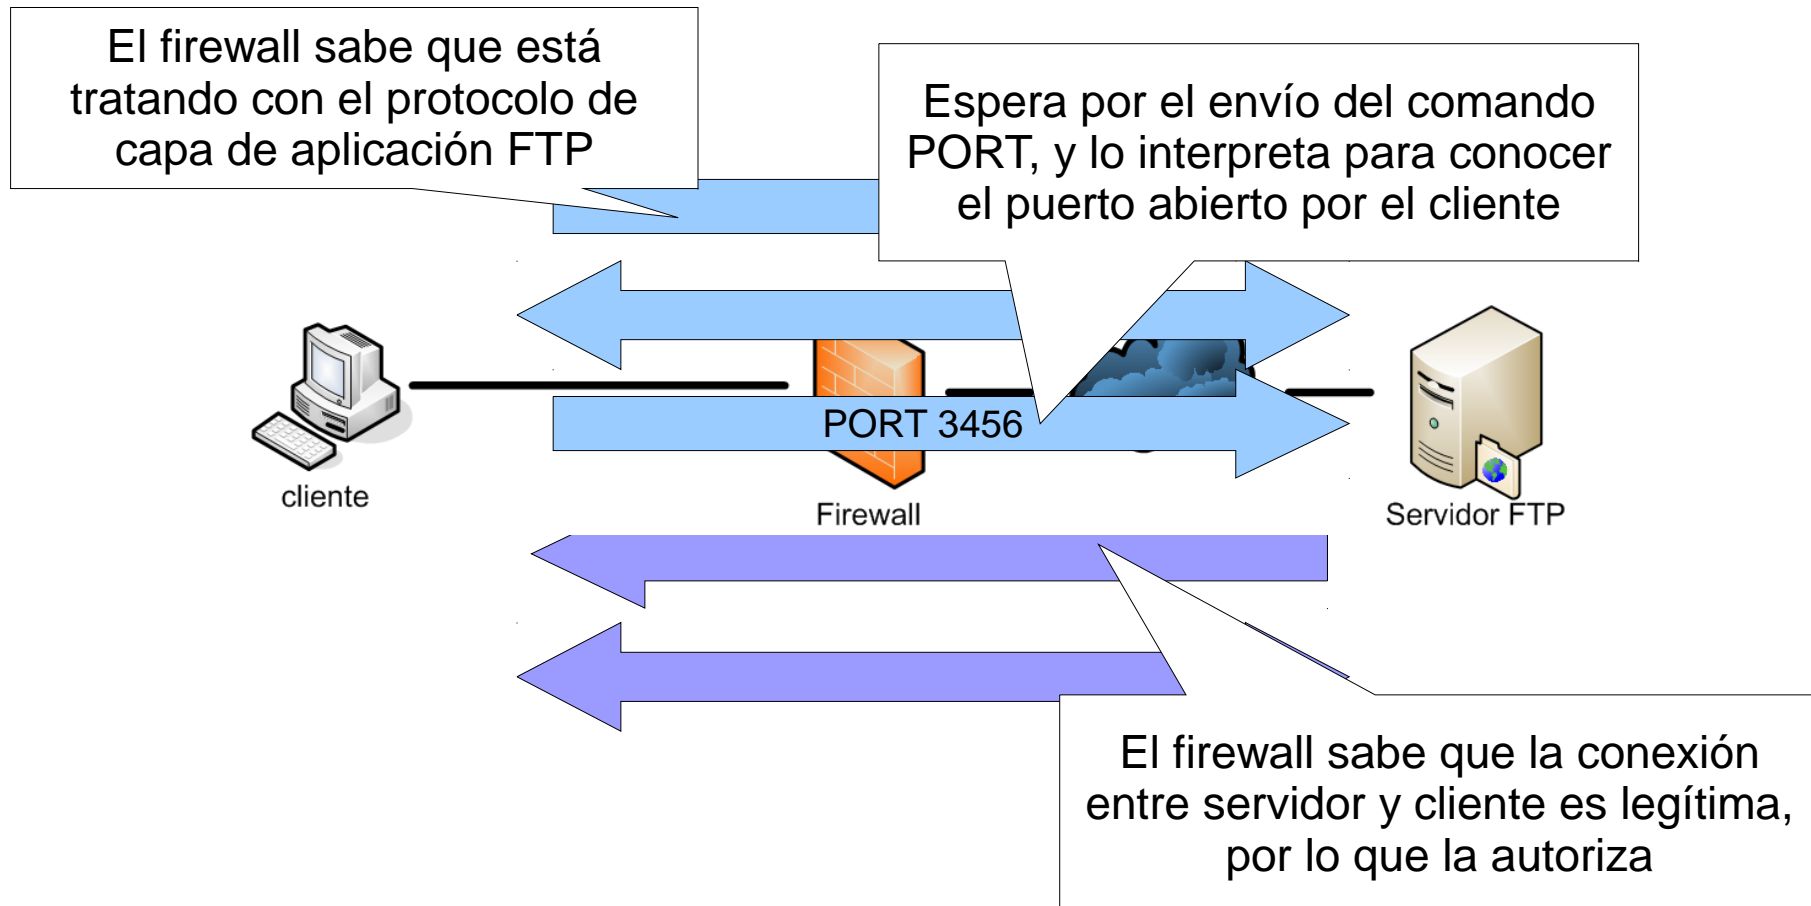 El firewall sabe que está
tratando con el protocolo de
capa de aplicación FTP
Espera por el envío del comando
PORT, y lo interpreta para conocer
el puerto abierto por el cliente
PORT 3456
cliente
Firewall
Servidor FTP
El firewall sabe que la conexión
entre servidor y cliente es legítima,
por lo que la autoriza